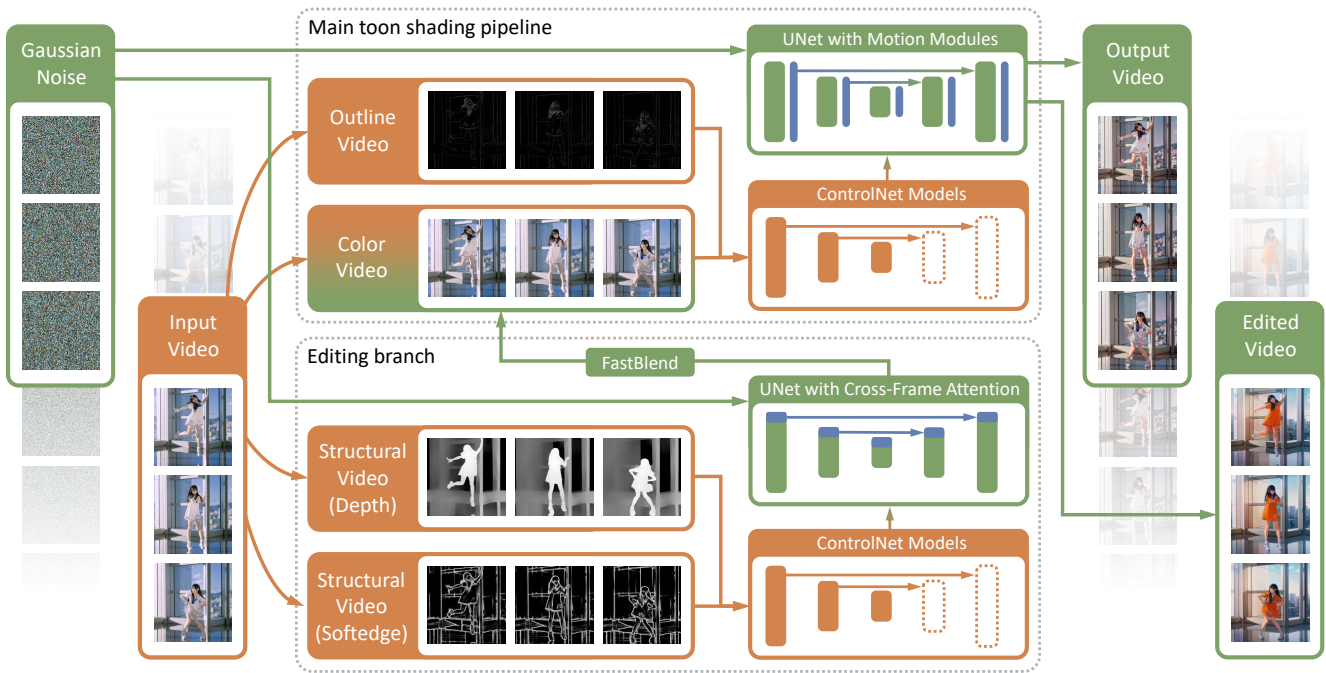 Gaussian
Noise
Input
Video
Main toon shading pipeline
Outline
Video
Color
Video
UNet with Motion Modules
ControlNet Models
Editing branch
FastBlend
Structural
Video
(Depth)
Structural
Video
(Softedge)
UNet with Cross-Frame Attention
ControlNet Models
Output
Video
Edited
Video